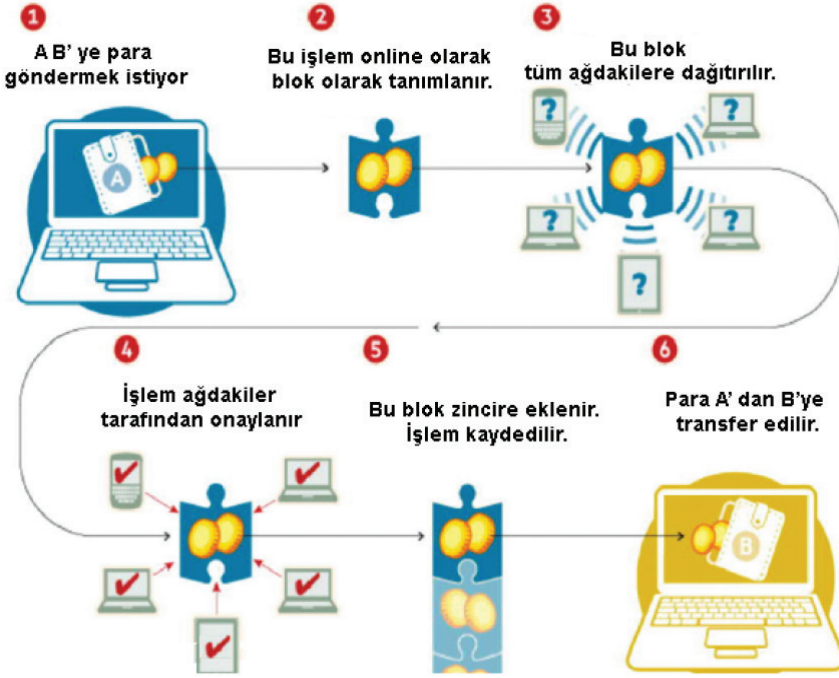 1
A B' ye para
göndermek istiyor
2
Bu işlem online olarak
blok olarak tanımlanır.
3
Bu blok
tüm ağdakilere dağıtırılır.
A
?
?
?
?
?
4
İşlem ağdakiler
tarafından onaylanır
5
Bu blok zincire eklenir.
İşlem kaydedilir.
6
Para A' dan B'ye
transfer edilir.
B